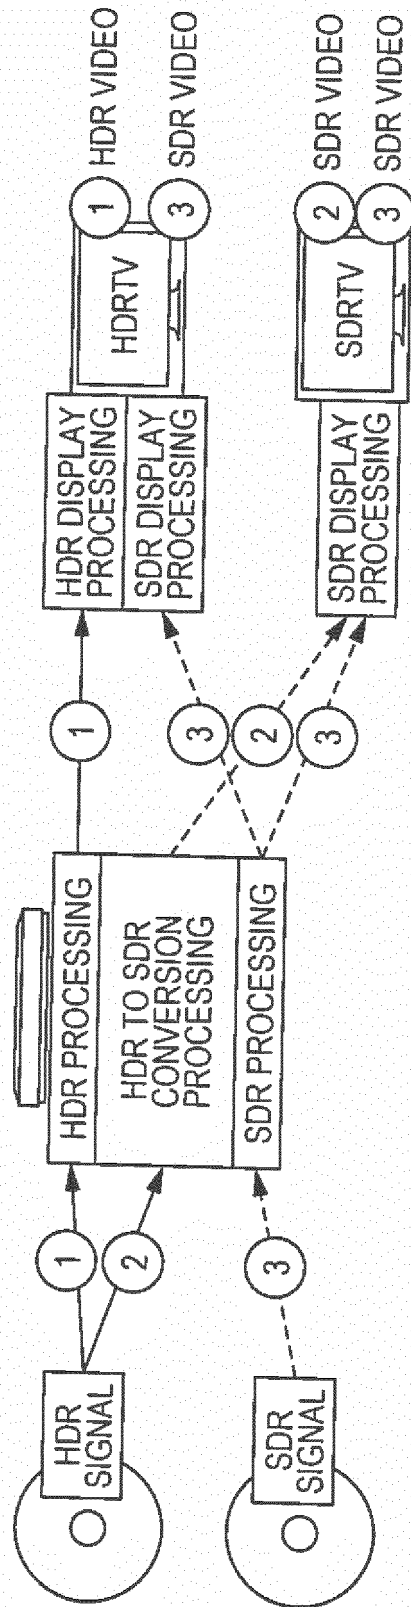 HDR
SIGNAL
SDR
SIGNAL
1
2
3
HDR PROCESSING
HDR TO SDR
CONVERSION
PROCESSING
SDR PROCESSING
1
3
2
3
HDR DISPLAY
PROCESSING
SDR DISPLAY
PROCESSING
SDR DISPLAY
PROCESSING
HDRTV
SDRTV
1
HDR VIDEO
3
SDR VIDEO
2
SDR VIDEO
3
SDR VIDEO